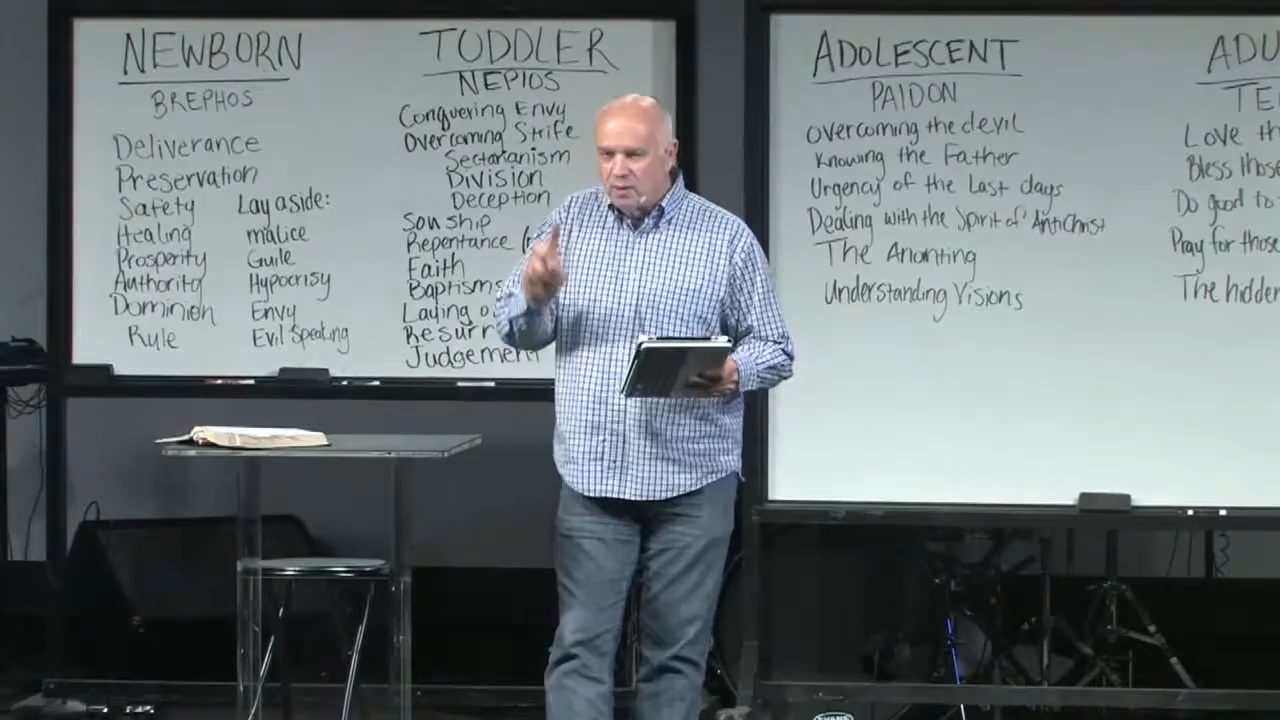 NEWBORN
BREPHOS
Deliverance
Preservation
Safety
Healing
Prosperity
Authority
Dominion
Rule
Lay aside:
malice
Guile
Hypocrisy
Envy
Evil Speaking
TODDLER
NEPIOS
Conquering Envy
Overcoming Strife
Sectarianism
Division
Deception
Sonship
Repentance
Faith
Baptisms
Laying
Judgement
ADOLESCENT
PAIDON
Overcoming the devil
Knowing the Father
Urgency of the Last days
Dealing with the Spirit of AntiChrist
The Anointing
Understanding Visions
Love
Bless those
Do good to
Pray for those
The